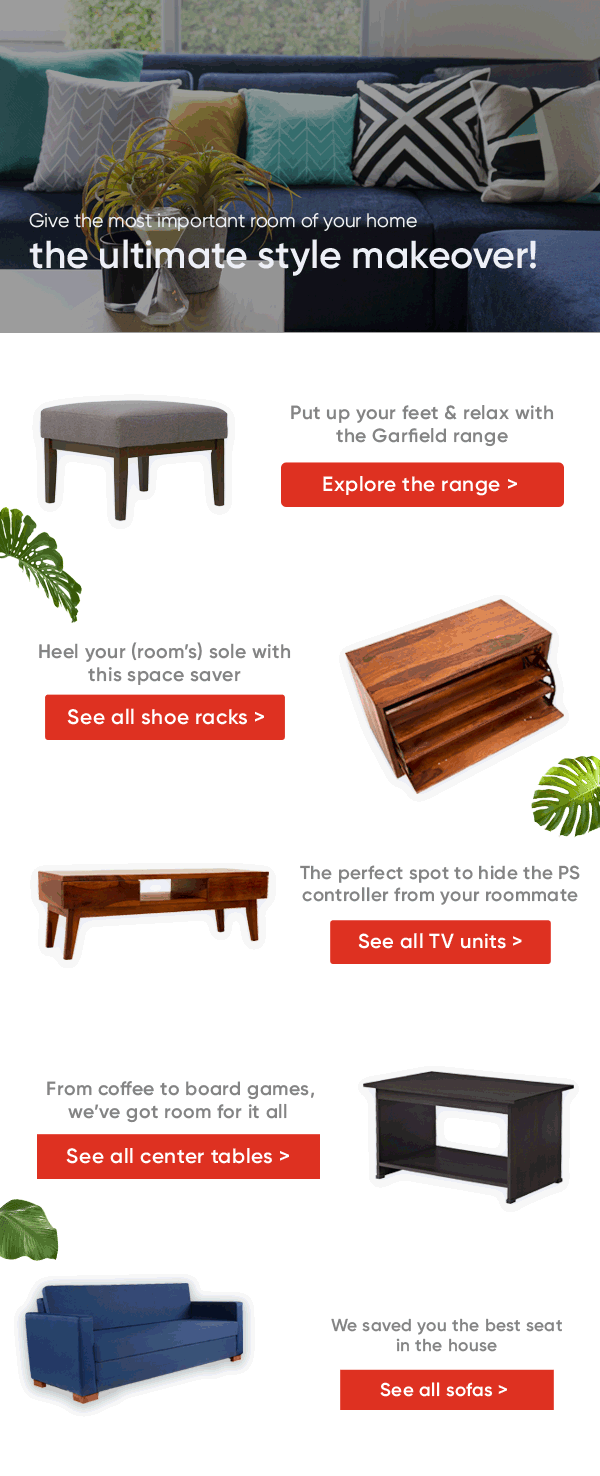 Give the most important room of your home
the ultimate style makeover!
Put up your feet & relax with
the Garfield range
Explore the range >
Heel your (room's) sole with
this space saver
See all shoe racks >
The perfect spot to hide the PS
controller from your roommate
See all TV units >
From coffee to board games,
we've got room for it all
See all center tables >
We saved you the best seat
in the house
See all sofas >